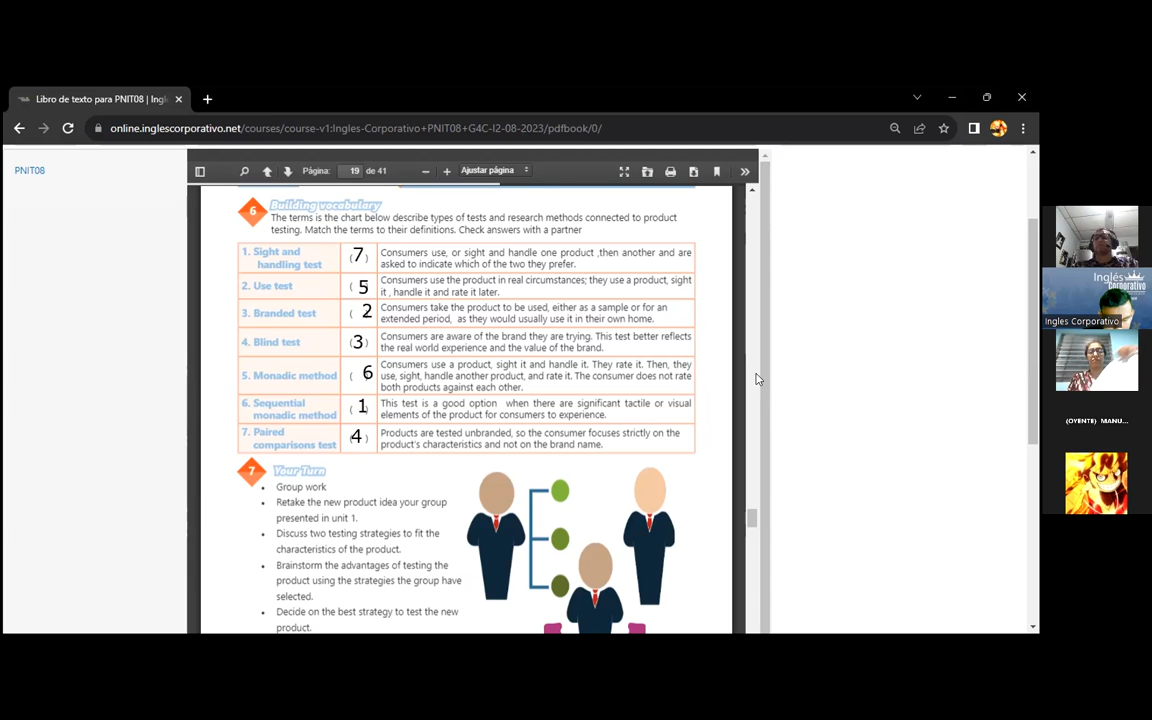 Libro de texto para PNIT08 | Ingl
online.inglescorporativo.net/courses/course-v1:Ingles-Corporativo+PNIT08+G4C-I2-08-2023/pdfbook/0/
PNIT08
Página: 19 de 41
Ajustar página
6 Building vocabulary
The terms is the chart below describe types of tests and research methods connected to product
testing. Match the terms to their definitions. Check answers with a partner
1. Sight and
handling test
( 7 )
Consumers use, or sight and handle one product ,then another and are
asked to indicate which of the two they prefer.
2. Use test
( 5 )
Consumers use the product in real circumstances; they use a product, sight
it , handle it and rate it later.
3. Branded test
( 2
Consumers take the product to be used, either as a sample or for an
extended period, as they would usually use it in their own home.
4. Blind test
(3)
Consumers are aware of the brand they are trying. This test better reflects
the real world experience and the value of the brand.
5. Monadic method
( 6
Consumers use a product, sight it and handle it. They rate it. Then, they
use, sight, handle another product, and rate it. The consumer does not rate
both products against each other.
6. Sequential
monadic method
( 1)
This test is a good option when there are significant tactile or visual
elements of the product for consumers to experience.
7. Paired
comparisons test
(4 )
Products are tested unbranded, so the consumer focuses strictly on the
product's characteristics and not on the brand name.
7 Your Turn
• Group work
• Retake the new product idea your group
presented in unit 1.
• Discuss two testing strategies to fit the
characteristics of the product.
• Brainstorm the advantages of testing the
product using the strategies the group have
selected.
• Decide on the best strategy to test the new
product.
Inglés
Corporativo
Ingles Corporativo
(OYENTE) MANU...